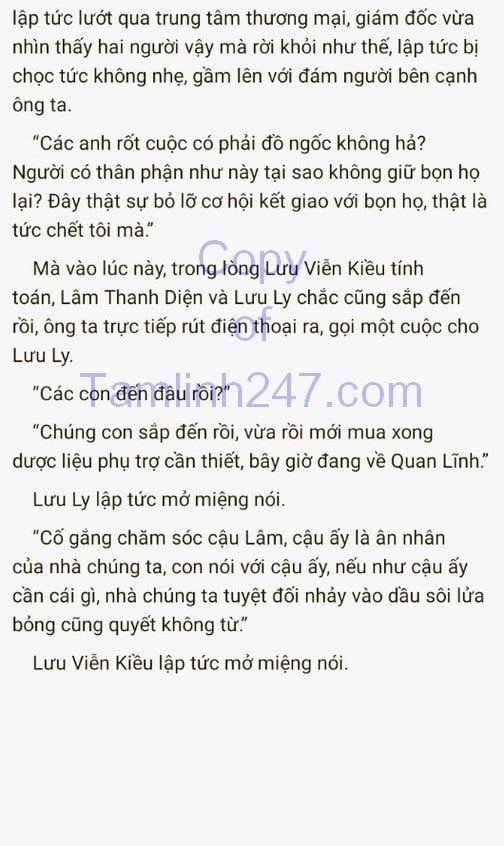 lập tức lướt qua trung tâm thương mại, giám đốc vừa
nhìn thấy hai người vậy mà rời khỏi như thế, lập tức bị
chọc tức không nhẹ, gầm lên với đám người bên cạnh
ông ta.
“Các anh rốt cuộc có phải đồ ngốc không hả?
Người có thân phận như này tại sao không giữ bọn họ
lại? Đây thật sự bỏ lỡ cơ hội kết giao với bọn họ, thật là
tức chết tôi mà.”
Mà vào lúc này, trong lòng Lưu Viễn Kiều tính
toán, Lâm Thanh Diện và Lưu Ly chắc cũng sắp đến
rồi, ông ta trực tiếp rút điện thoại ra, gọi một cuộc cho
Lưu Ly.
“Các con đến đâu rồi?”
“Chúng con sắp đến rồi, vừa rồi mới mua xong
dược liệu phụ trợ cần thiết, bây giờ đang về Quan Lĩnh.”
Lưu Ly lập tức mở miệng nói.
“Cố gắng chăm sóc cậu Lâm, cậu ấy là ân nhân
của nhà chúng ta, con nói với cậu ấy, nếu như cậu ấy
cần cái gì, nhà chúng ta tuyệt đối nhảy vào dầu sôi lửa
bỏng cũng quyết không từ.”
Lưu Viễn Kiều lập tức mở miệng nói.
Copy
of
Tamlinh247.com